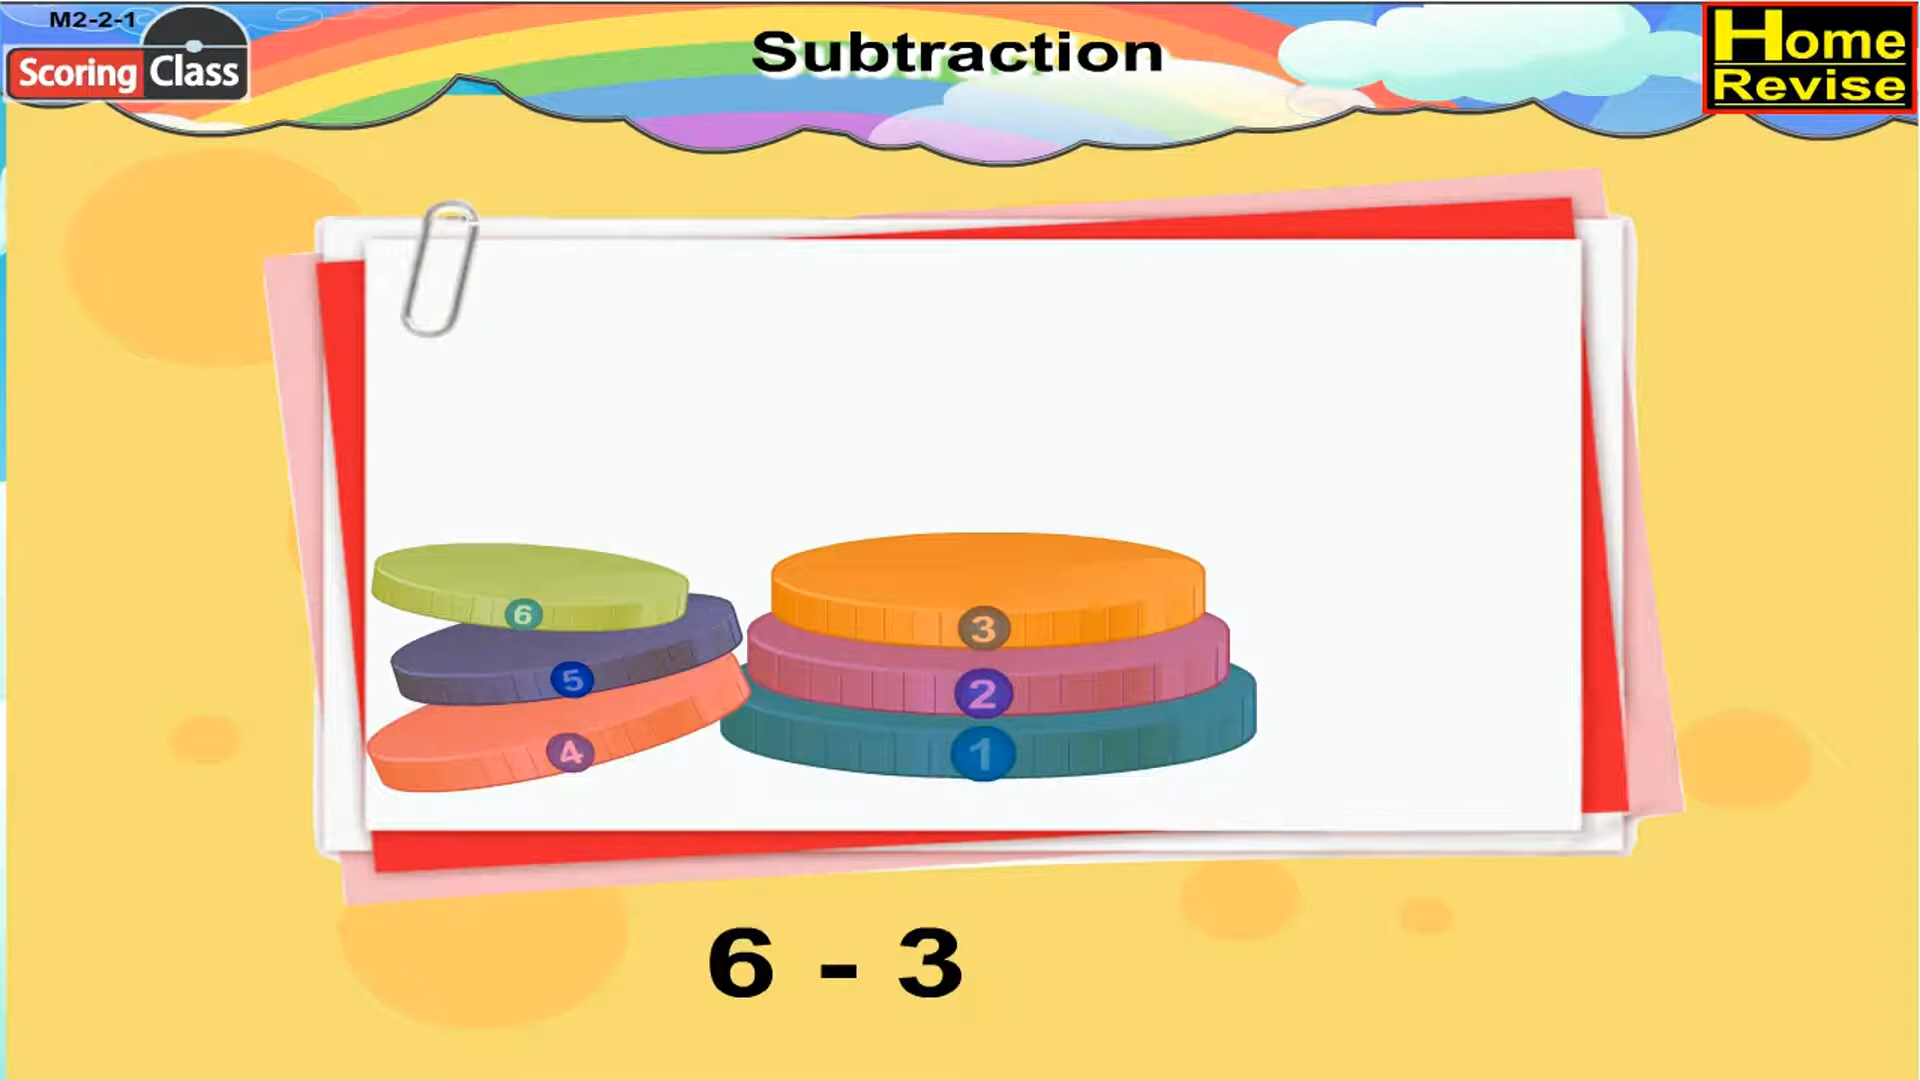 M2-2-1
Scoring Class
Subtraction
Home
Revise
6
5
4
3
2
1
6 - 3